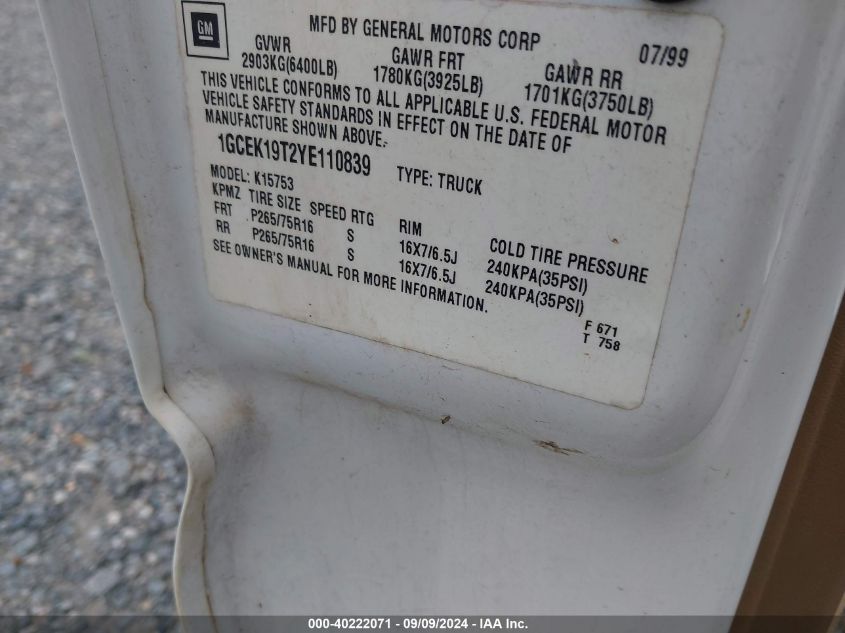 GM
MFD BY GENERAL MOTORS CORP 07/99
GVWR GAWR FRT GAWR RR
2903KG(6400LB) 1780KG(3925LB) 1701KG(3750LB)
THIS VEHICLE CONFORMS TO ALL APPLICABLE U.S. FEDERAL MOTOR
VEHICLE SAFETY STANDARDS IN EFFECT ON THE DATE OF
MANUFACTURE SHOWN ABOVE.
1GCEK19T2YE110839 TYPE: TRUCK
MODEL: K15753
KPMZ TIRE SIZE SPEED RTG RIM COLD TIRE PRESSURE
FRT P265/75R16 S 16X7/6.5J 240KPA(35PSI)
RR P265/75R16 S 16X7/6.5J 240KPA(35PSI)
SEE OWNER'S MANUAL FOR MORE INFORMATION.
F 671
T 758
000-40222071 - 09/09/2024 - IAA Inc.